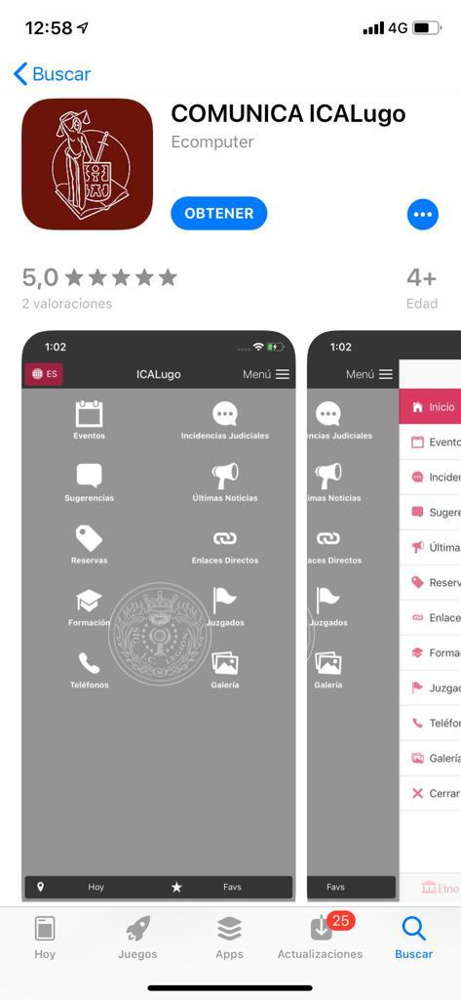 12:58
4G
Buscar
COMUNICA ICALugo
Ecomputer
OBTENER
5,0
4+
2 valoraciones
Edad
1:02
ES
ICALugo
Menú
Eventos
Incidencias Judiciales
Sugerencias
Últimas Noticias
Reservas
Enlaces Directos
Formación
Juzgados
Teléfonos
Galería
Hoy
Favs
1:02
Menú
ncias Judiciales
imas Noticias
aces Directos
Juzgados
Galería
Favs
Inicio
Evento
Inciden
Sugere
Última
Reserv
Enlace
Forma
Juzgad
Teléfor
Galería
Cerrar
Etno
Hoy
Juegos
Apps
25
Actualizaciones
Buscar